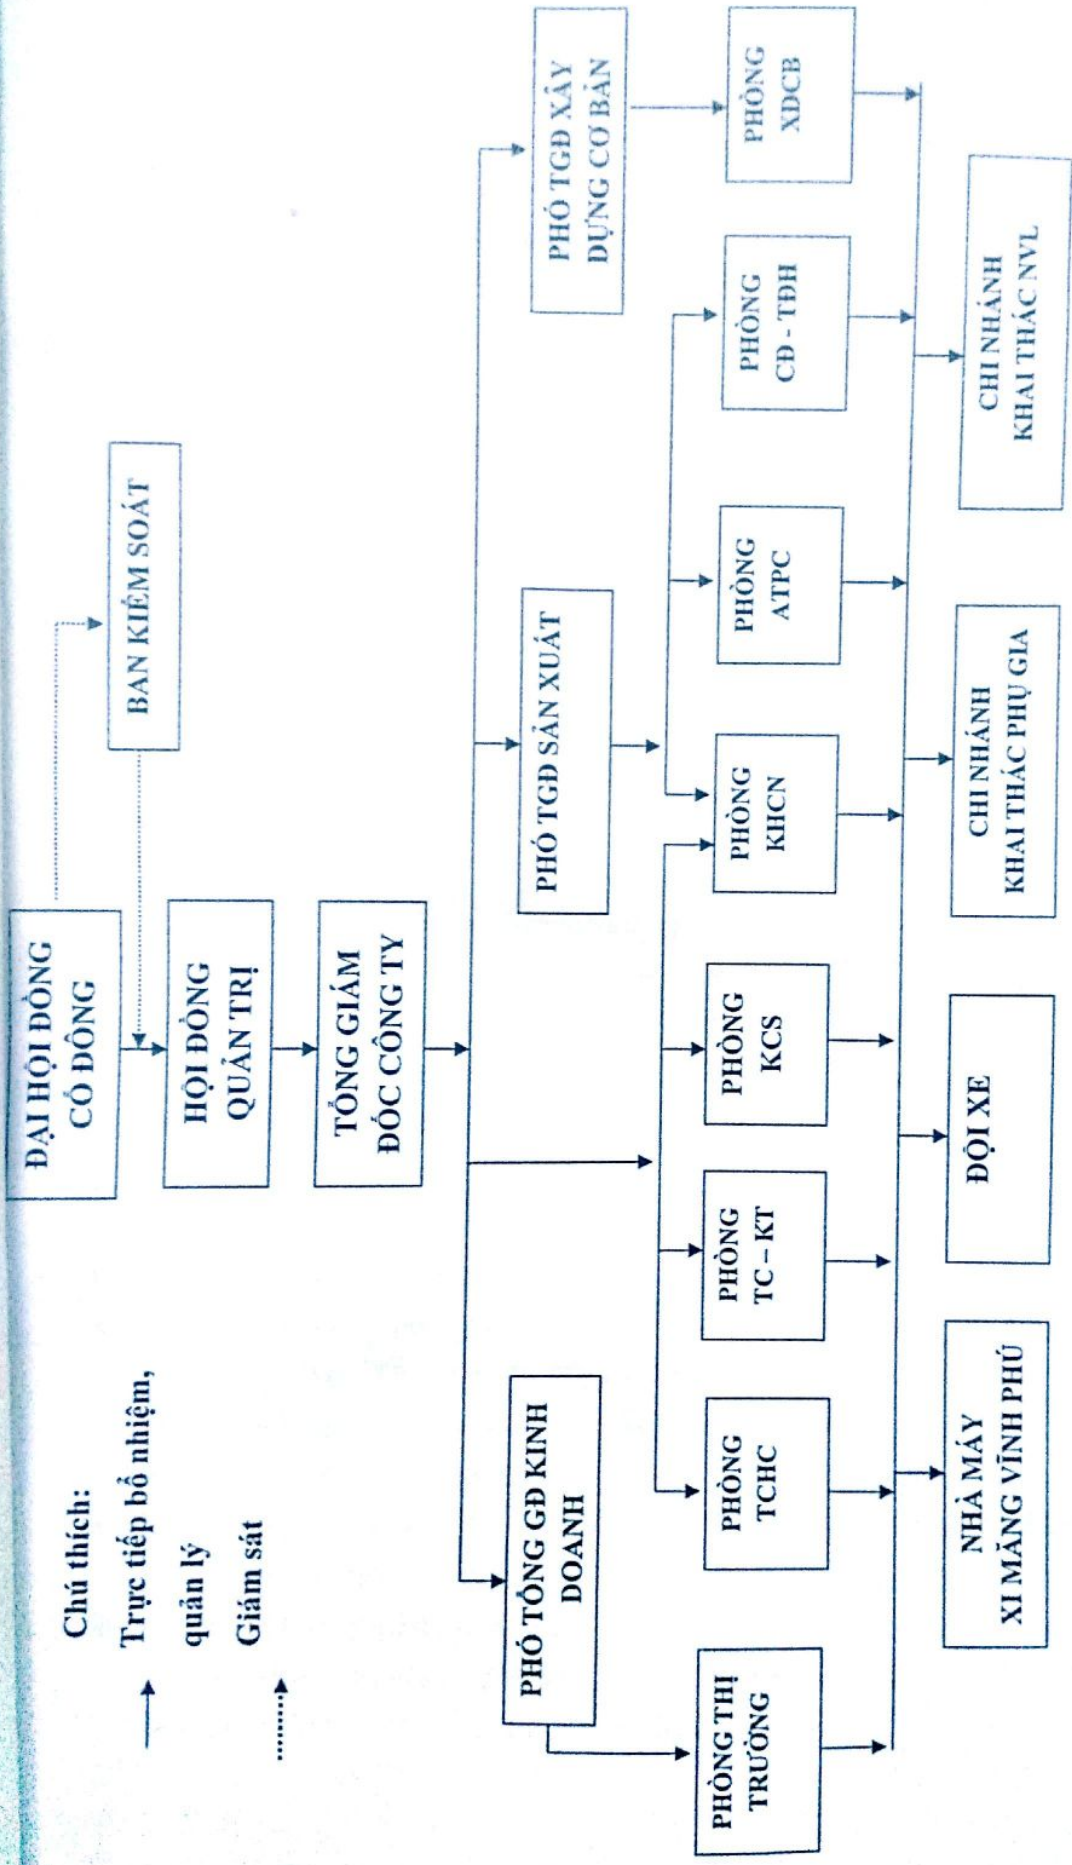 ĐẠI HỘI ĐỒNG
CỔ ĐÔNG
BAN KIỂM SOÁT
HỘI ĐỒNG
QUẢN TRỊ
TỔNG GIÁM
ĐỐC CÔNG TY
Chú thích:
Trực tiếp bổ nhiệm,
quản lý
Giám sát
PHÓ TỔNG GĐ KINH
DOANH
PHÓ TGĐ SẢN XUẤT
PHÓ TGĐ XÂY
DỰNG CƠ BẢN
PHÒNG THỊ
TRƯỜNG
PHÒNG
TCHC
PHÒNG
TC – KT
PHÒNG
KCS
PHÒNG
KHCN
PHÒNG
ATPC
PHÒNG
CĐ - TĐH
PHÒNG
XDCB
NHÀ MÁY
XI MĂNG VĨNH PHÚ
ĐỘI XE
CHI NHÁNH
KHAI THÁC PHỤ GIA
CHI NHÁNH
KHAI THÁC NVL